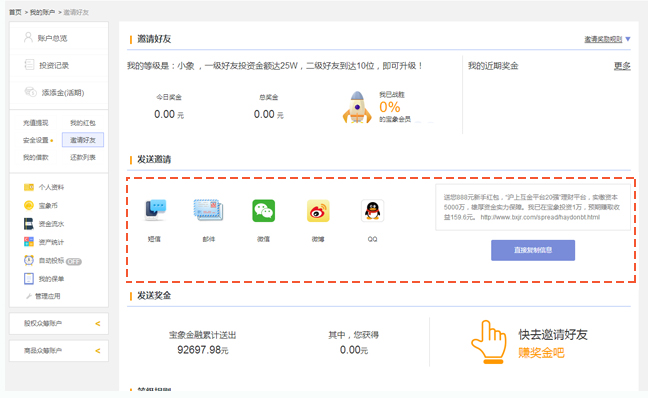 首页 > 我的账户 > 邀请好友
账户总览
投资记录
添添金(活期)
充值提现 我的红包
安全设置 邀请好友
我的借款 还款列表
个人资料
宝象币
资金流水
资产统计
自动投标 OFF
我的保单
管理应用
股权众筹账户 <
商品众筹账户 <
邀请好友
邀请奖励规则
我的等级是：小象 ，一级好友投资金额达25W，二级好友到达10位，即可升级！
今日奖金 总奖金
0.00 元 0.00 元
我已战胜
0%
的宝象会员
我的近期奖金 更多
发送邀请
短信 邮件 微信 微博 QQ
送您888元新手红包，“沪上互金平台20强”理财平台，实缴资本
5000万，雄厚资金实力保障。我已在宝象投资1万，预期赚取收
益159.6元。 http://www.bxjr.com/spread/haydonbt.html
直接复制信息
发送奖金
宝象金融累计送出 其中，您获得
92697.98元 0.00元
快去邀请好友
赚奖金吧